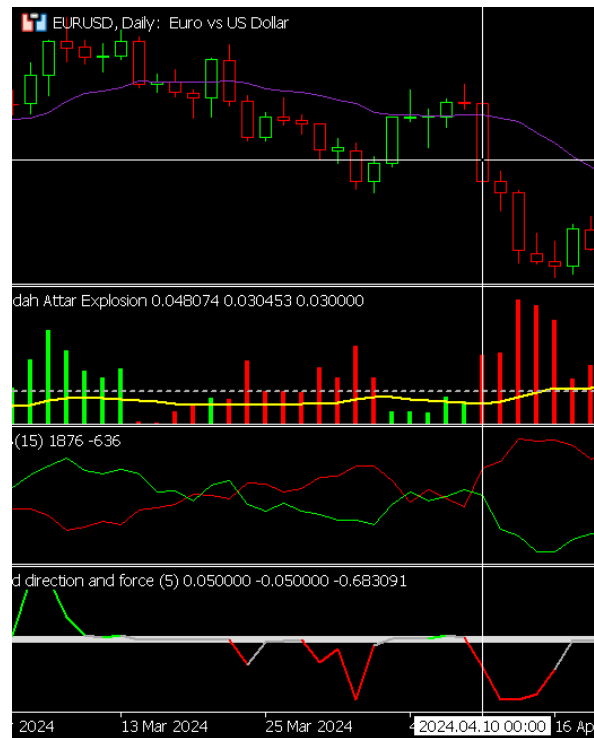 EURUSD, Daily: Euro vs US Dollar
dah Attar Explosion 0.048074 0.030453 0.030000
(15) 1876 -636
d direction and force (5) 0.050000 -0.050000 -0.683091
2024 13 Mar 2024 25 Mar 2024 4 2024.04.10 00:00 16 Ap